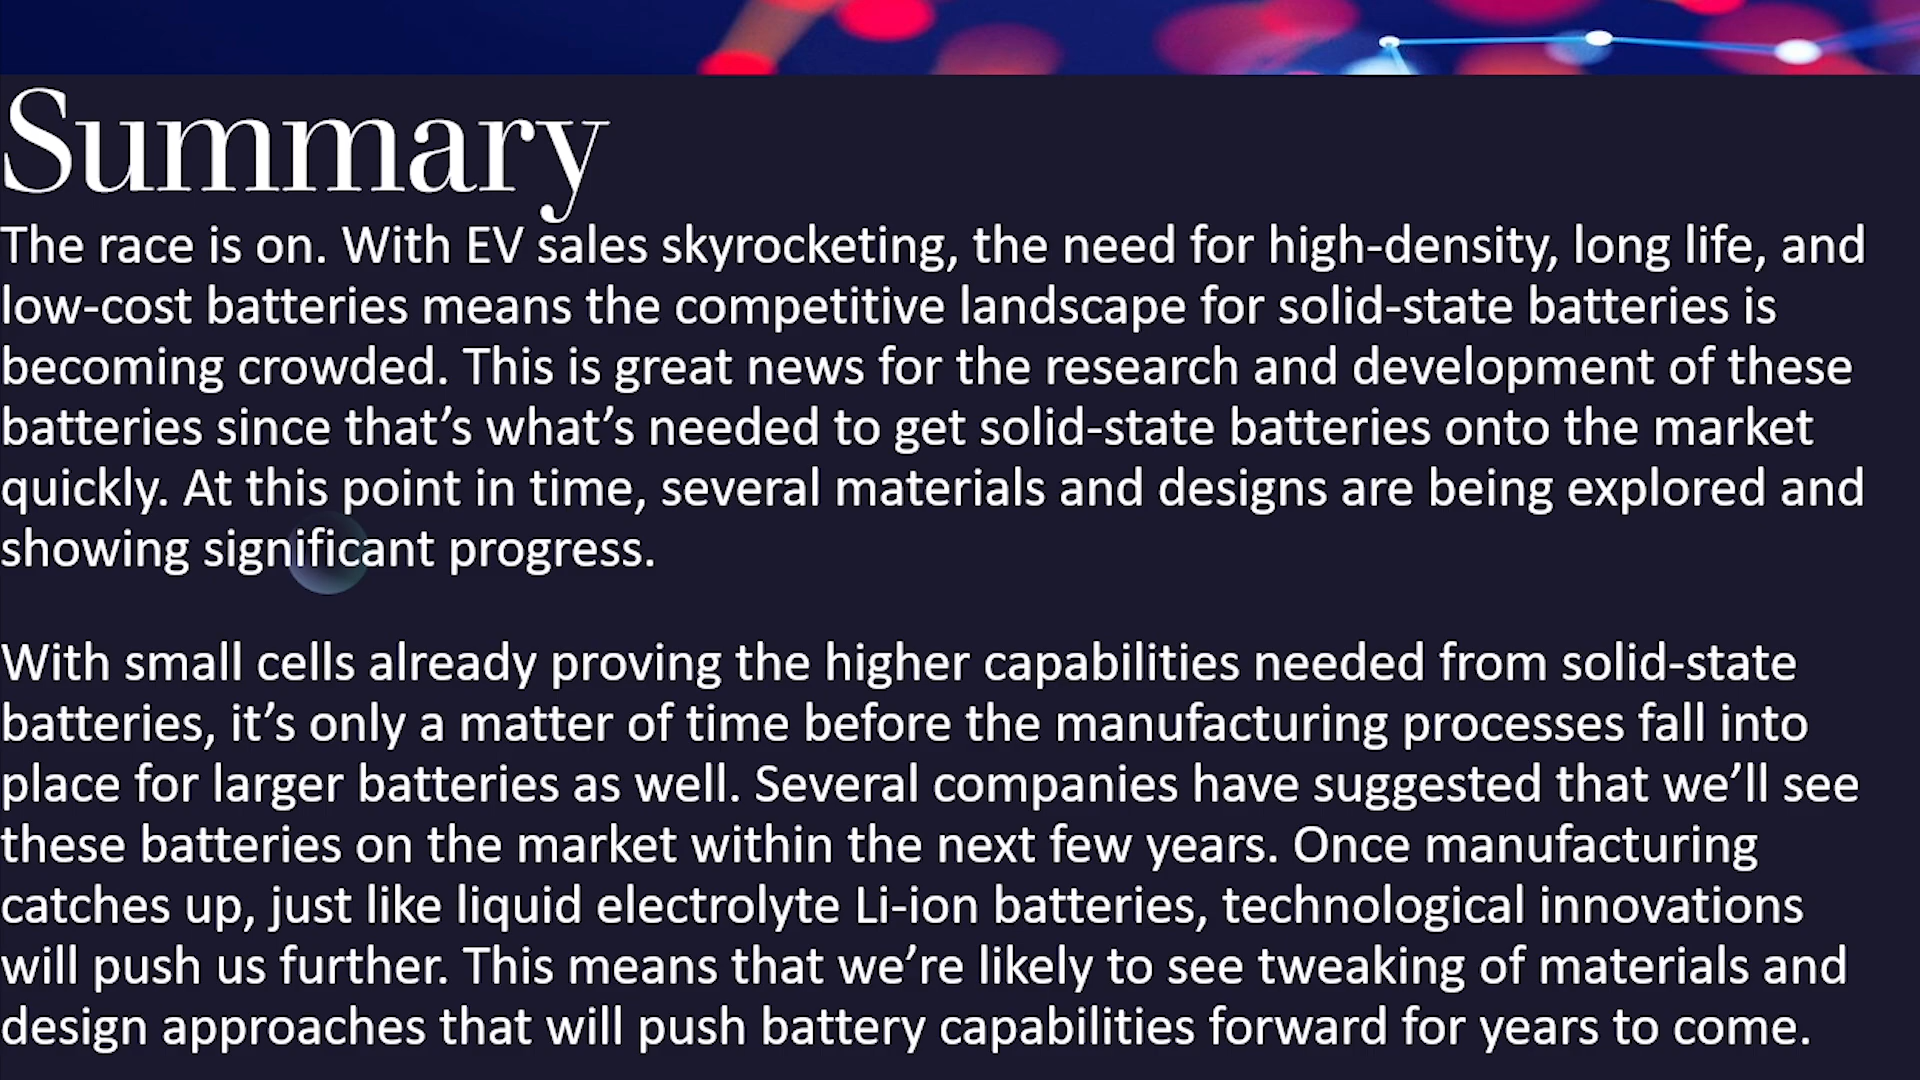 Summary
The race is on. With EV sales skyrocketing, the need for high-density, long life, and
low-cost batteries means the competitive landscape for solid-state batteries is
becoming crowded. This is great news for the research and development of these
batteries since that’s what’s needed to get solid-state batteries onto the market
quickly. At this point in time, several materials and designs are being explored and
showing significant progress.
With small cells already proving the higher capabilities needed from solid-state
batteries, it’s only a matter of time before the manufacturing processes fall into
place for larger batteries as well. Several companies have suggested that we’ll see
these batteries on the market within the next few years. Once manufacturing
catches up, just like liquid electrolyte Li-ion batteries, technological innovations
will push us further. This means that we’re likely to see tweaking of materials and
design approaches that will push battery capabilities forward for years to come.